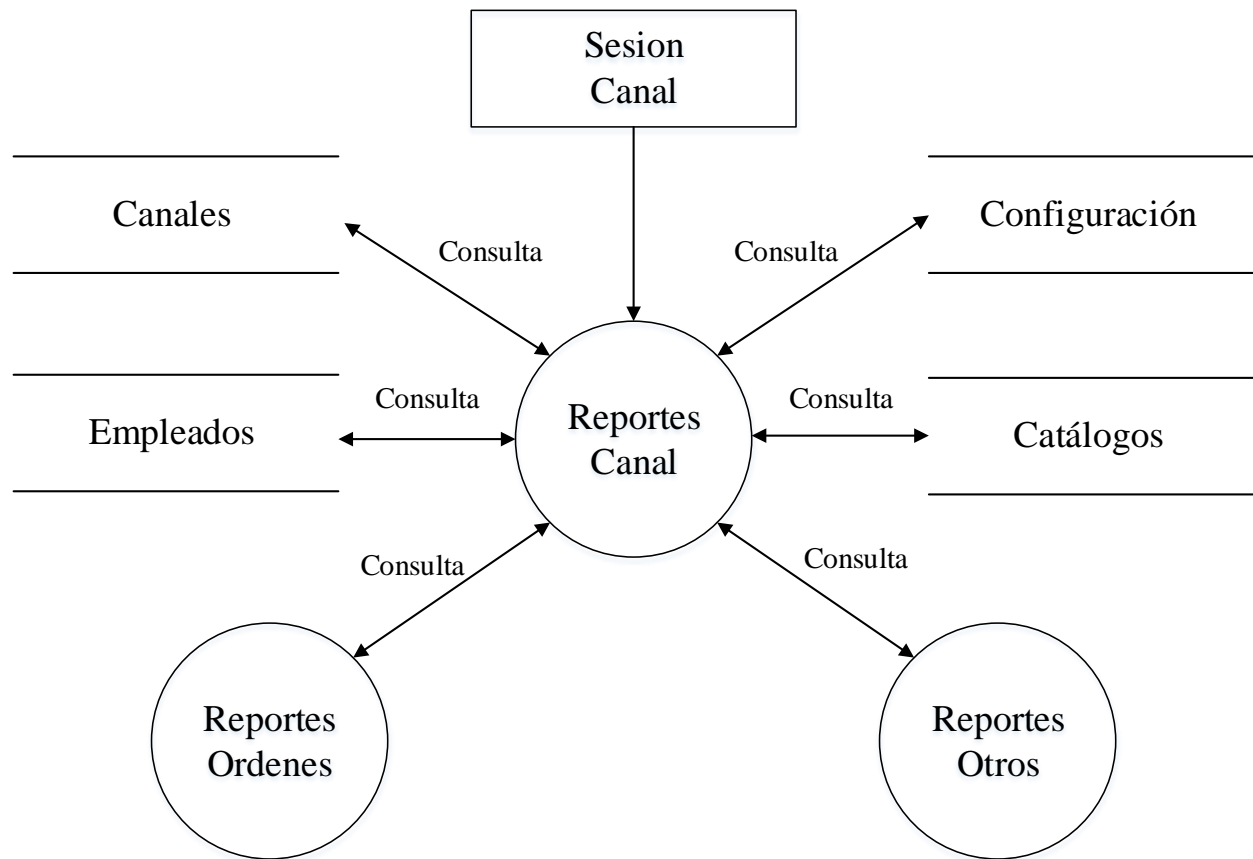 Sesion
Canal
Canales
Consulta
Consulta
Configuración
Empleados
Consulta
Reportes
Canal
Consulta
Catálogos
Consulta
Consulta
Reportes
Ordenes
Reportes
Otros